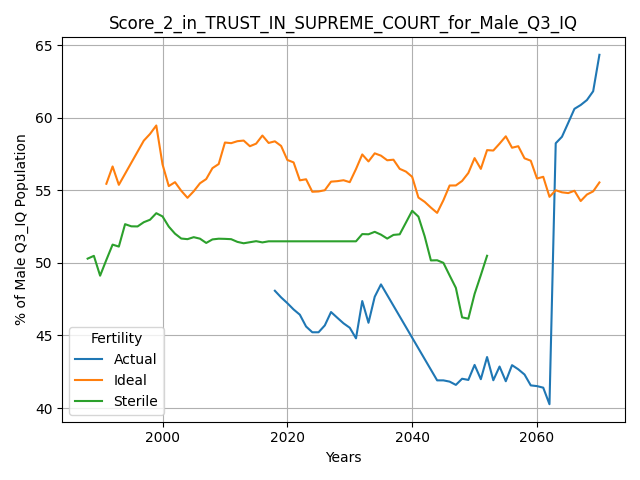 Score_2_in_TRUST_IN_SUPREME_COURT_for_Male_Q3_IQ
65
60
55
50
45
40
% of Male Q3_IQ Population
Fertility
Actual
Ideal
Sterile
2000
2020
2040
2060
Years